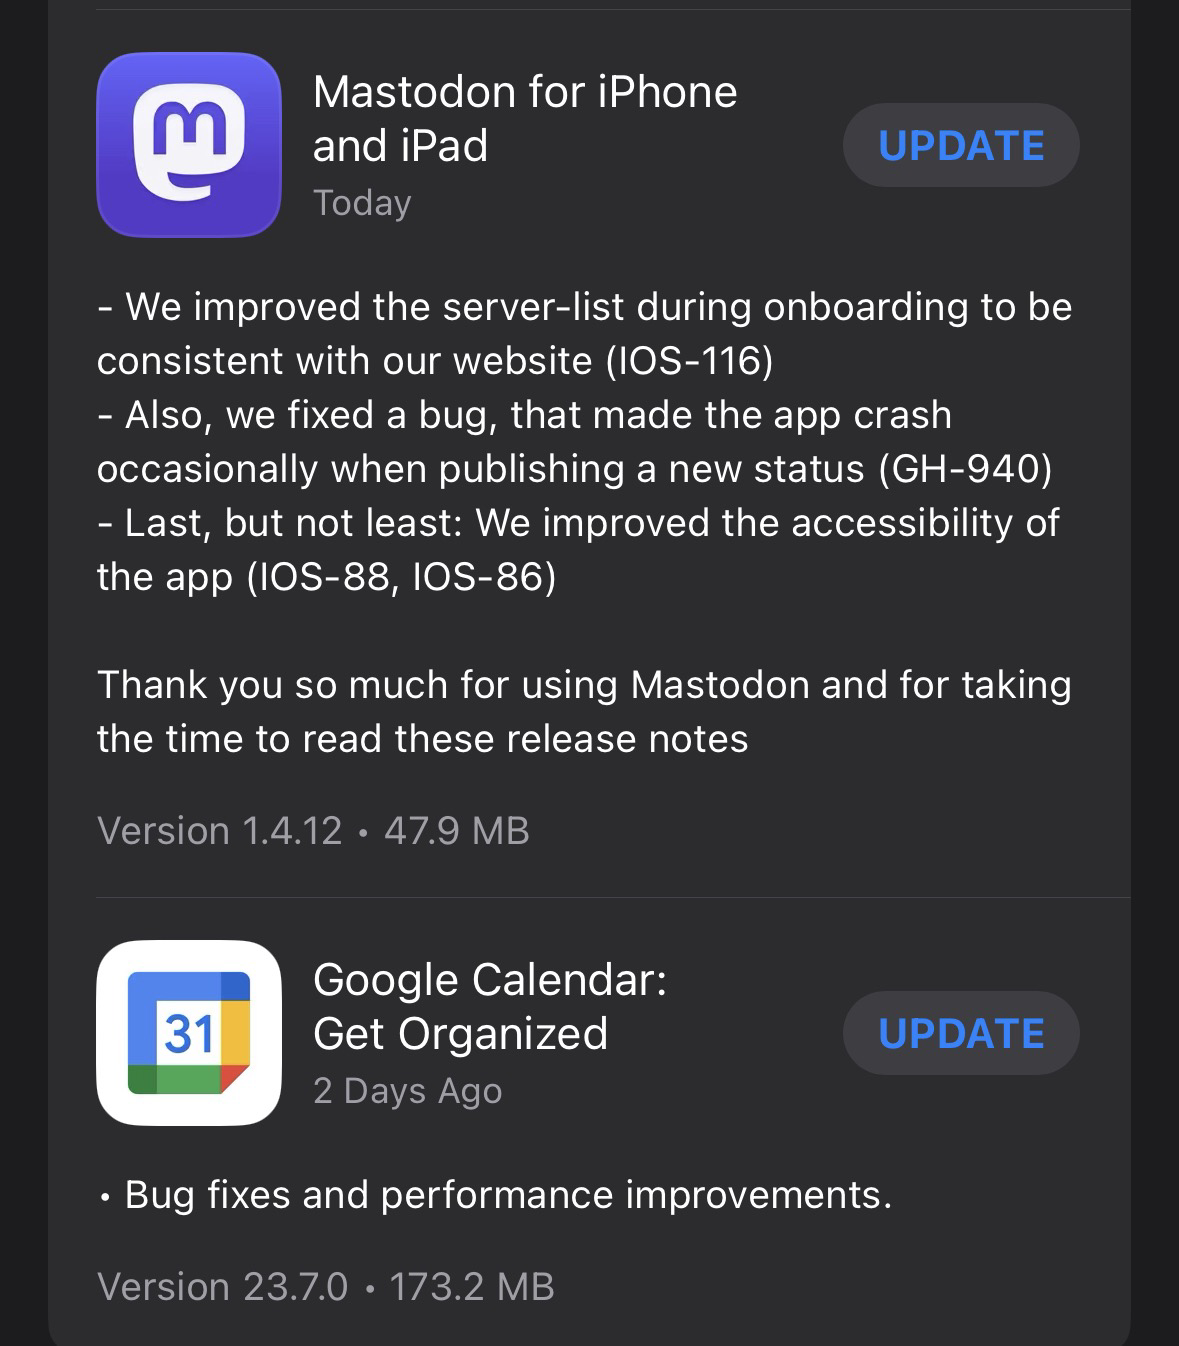 Mastodon for iPhone
and iPad
Today
UPDATE
- We improved the server-list during onboarding to be
consistent with our website (IOS-116)
- Also, we fixed a bug, that made the app crash
occasionally when publishing a new status (GH-940)
- Last, but not least: We improved the accessibility of
the app (IOS-88, IOS-86)
Thank you so much for using Mastodon and for taking
the time to read these release notes
Version 1.4.12 • 47.9 MB
31
Google Calendar:
Get Organized
2 Days Ago
UPDATE
• Bug fixes and performance improvements.
Version 23.7.0 • 173.2 MB